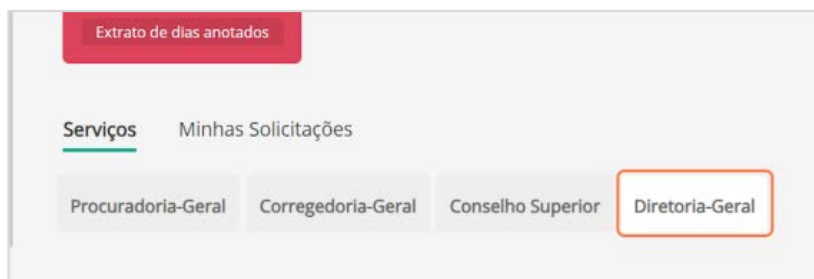 Extrato de dias anotados
Serviços Minhas Solicitações
Procuradoria-Geral Corregedoria-Geral Conselho Superior Diretoria-Geral